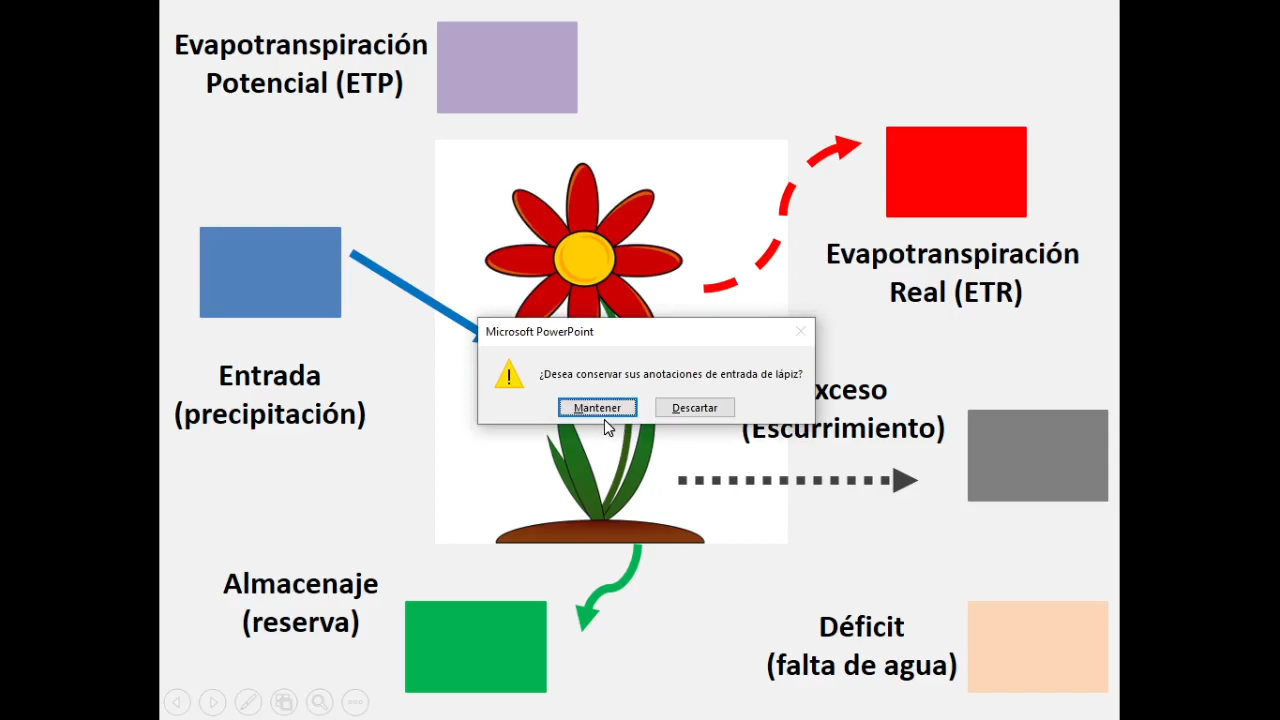 Evapotranspiración
Potencial (ETP)
Evapotranspiración
Real (ETR)
Entrada
(precipitación)
Microsoft PowerPoint
¿Desea conservar sus anotaciones de entrada de lápiz?
Mantener
Descartar
xceso
(Escurrimiento)
Almacenaje
(reserva)
Déficit
(falta de agua)